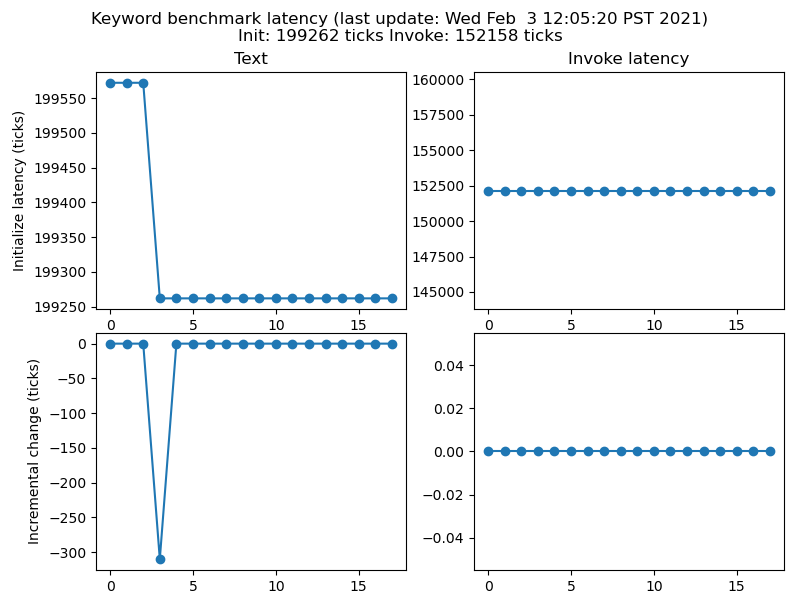 Keyword benchmark latency (last update: Wed Feb  3 12:05:20 PST 2021)
Init: 199262 ticks Invoke: 152158 ticks
Text
Initialize latency (ticks)
199550
199500
199450
199400
199350
199300
199250
0 5 10 15
Invoke latency
160000
157500
155000
152500
150000
147500
145000
0 5 10 15
Incremental change (ticks)
0
−50
−100
−150
−200
−250
−300
0 5 10 15
0.04
0.02
0.00
−0.02
−0.04
0 5 10 15